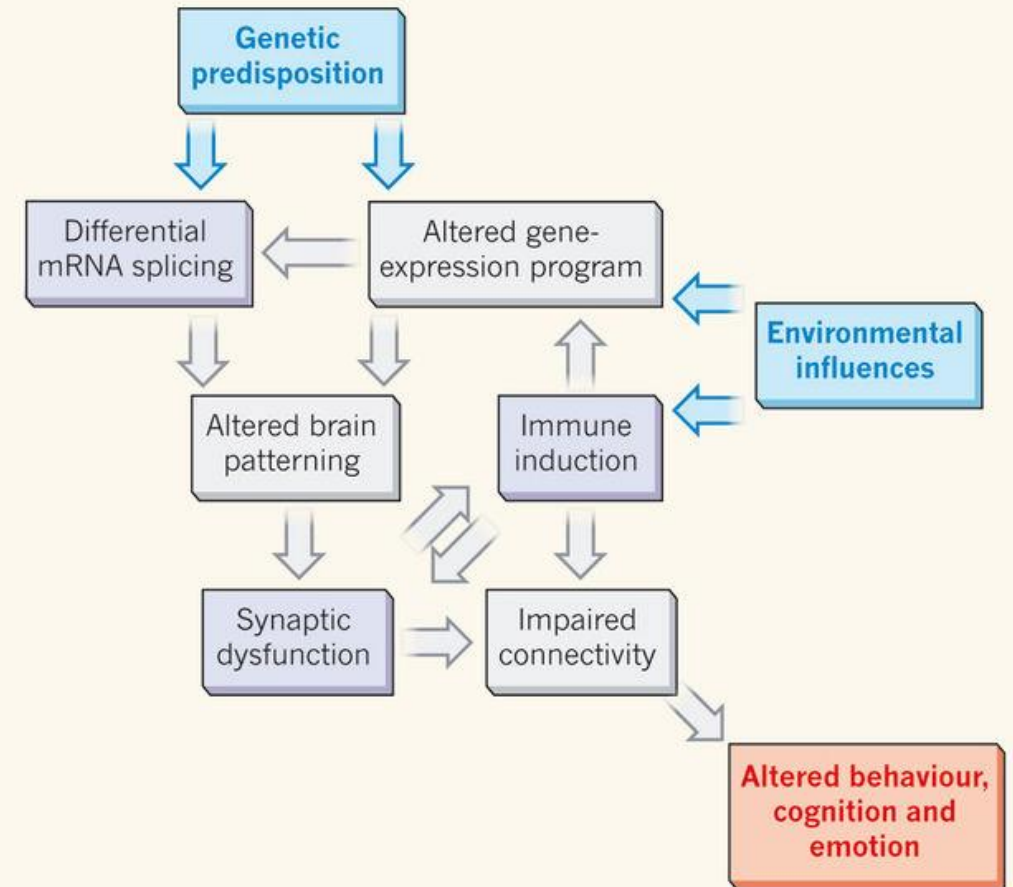 Genetic
predisposition
Differential
mRNA splicing
Altered gene-
expression program
Environmental
influences
Altered brain
patterning
Immune
induction
Synaptic
dysfunction
Impaired
connectivity
Altered behaviour,
cognition and
emotion